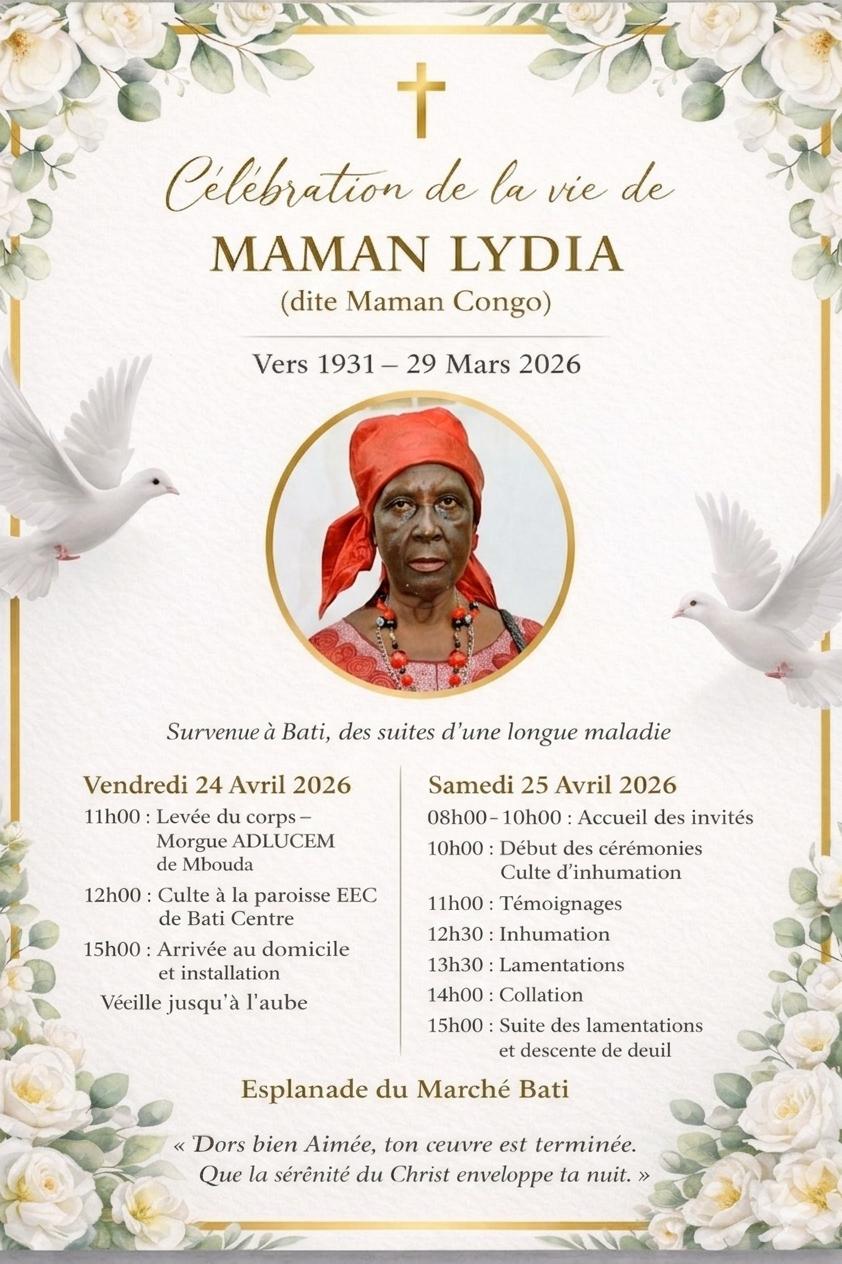 Célébration de la vie de
MAMAN LYDIA
(dite Maman Congo)
Vers 1931 – 29 Mars 2026
Survenue à Bati, des suites d'une longue maladie
Vendredi 24 Avril 2026
11h00 : Levée du corps –
Morgue ADLUCEM
de Mbouda
12h00 : Culte à la paroisse EEC
de Bati Centre
15h00 : Arrivée au domicile
et installation
Véeille jusqu'à l'aube
Samedi 25 Avril 2026
08h00 - 10h00 : Accueil des invités
10h00 : Début des cérémonies
Culte d'inhumation
11h00 : Témoignages
12h30 : Inhumation
13h30 : Lamentations
14h00 : Collation
15h00 : Suite des lamentations
et descente de deuil
Esplanade du Marché Bati
« Dors bien Aimée, ton œuvre est terminée.
Que la sérênité du Christ enveloppe ta nuit. »